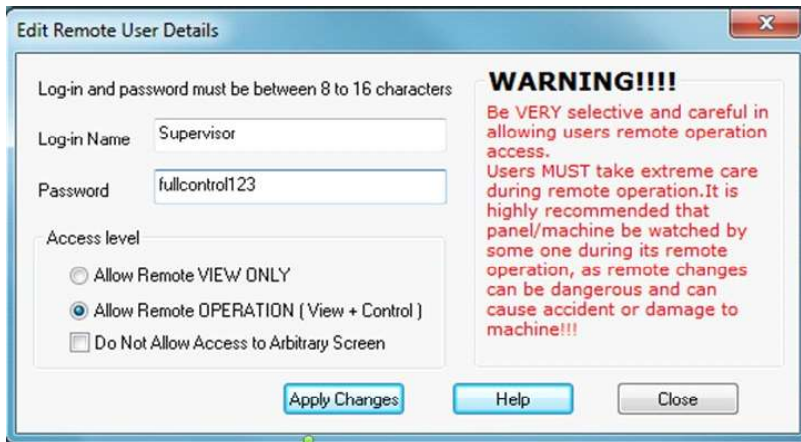 Edit Remote User Details
Log-in and password must be between 8 to 16 characters
Log-in Name
Supervisor
Password
fullcontrol123
Access level
Allow Remote VIEW ONLY
Allow Remote OPERATION ( View + Control )
Do Not Allow Access to Arbitrary Screen
WARNING!!!!
Be VERY selective and careful in
allowing users remote operation
access.
Users MUST take extreme care
during remote operation.It is
highly recommended that
panel/machine be watched by
some one during its remote
operation, as remote changes
can be dangerous and can
cause accident or damage to
machine!!!
Apply Changes
Help
Close